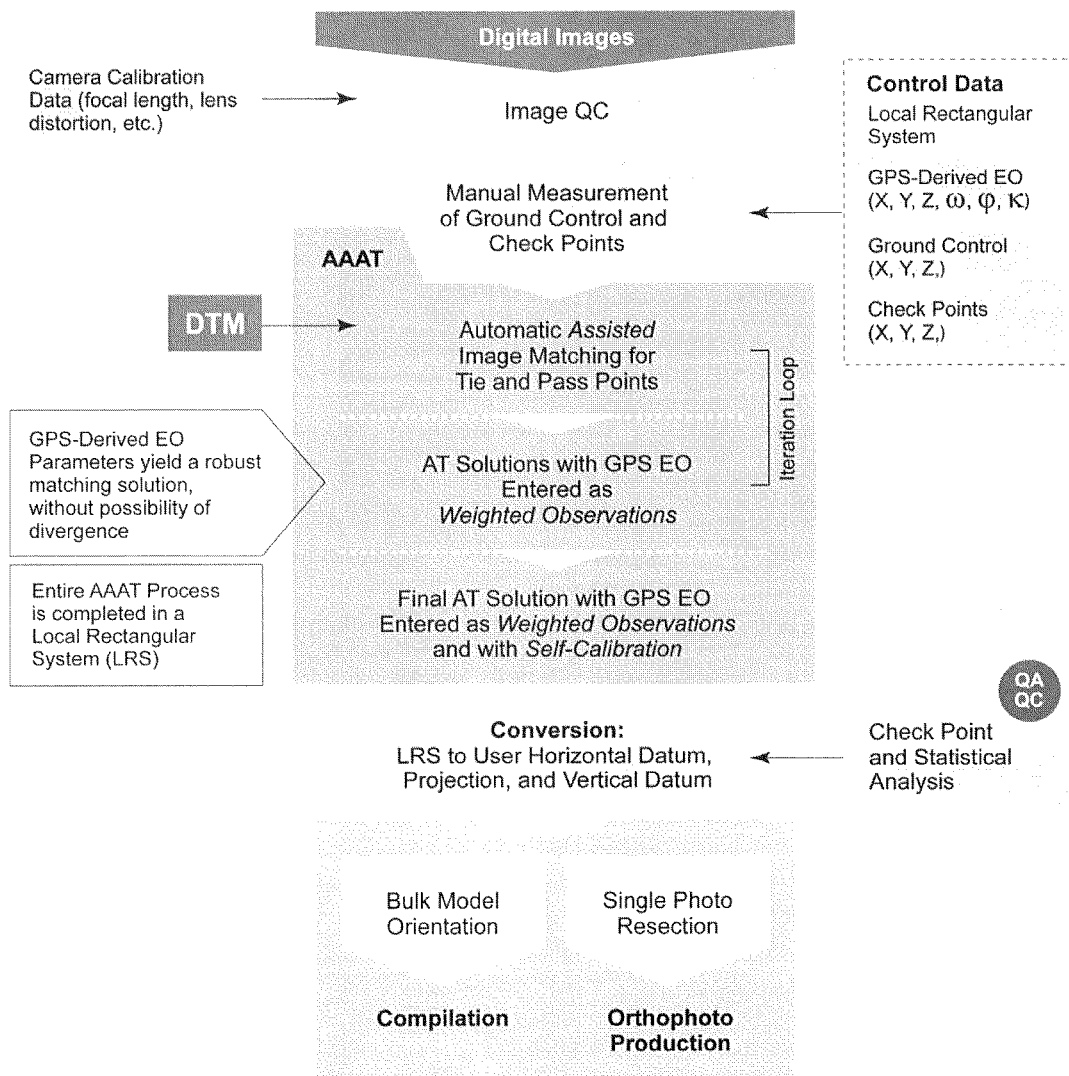 Digital Images
Camera Calibration
Data (focal length, lens
distortion, etc.)
Image QC
Control Data
Local Rectangular
System
GPS-Derived EO
(X, Y, Z, ω, φ, κ)
Ground Control
(X, Y, Z,)
Check Points
(X, Y, Z,)
Manual Measurement
of Ground Control and
Check Points
AAAT
DTM
Automatic Assisted
Image Matching for
Tie and Pass Points
Iteration Loop
GPS-Derived EO
Parameters yield a robust
matching solution,
without possibility of
divergence
AT Solutions with GPS EO
Entered as
Weighted Observations
Entire AAAT Process
is completed in a
Local Rectangular
System (LRS)
Final AT Solution with GPS EO
Entered as Weighted Observations
and with Self-Calibration
QA
QC
Conversion:
LRS to User Horizontal Datum,
Projection, and Vertical Datum
Check Point
and Statistical
Analysis
Bulk Model
Orientation
Single Photo
Resection
Compilation
Orthophoto
Production